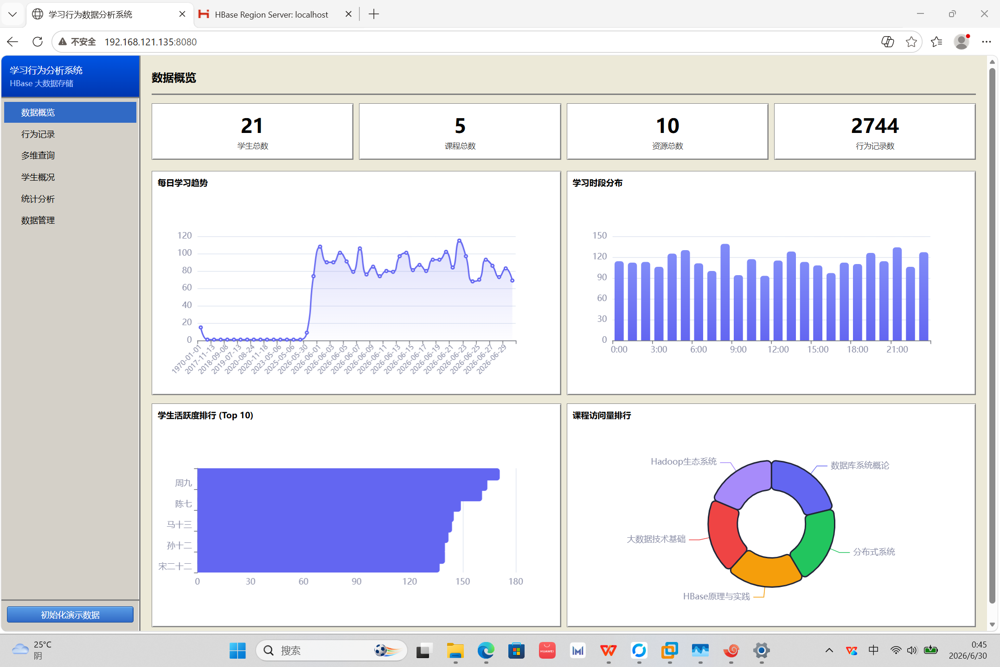 学习行为数据分析系统
HBase Region Server: localhost
不安全
192.168.121.135:8080
学习行为分析系统
HBase 大数据存储
数据概览
行为记录
多维查询
学生概况
统计分析
数据管理
初始化演示数据
数据概览
21
学生总数
5
课程总数
10
资源总数
2744
行为记录数
每日学习趋势
120
100
80
60
40
20
0
1970-01-01
2017-11-13
2018-09-08
2019-07-13
2020-08-24
2020-11-18
2023-05-06
2025-05-06
2026-05-30
2026-06-01
2026-06-03
2026-06-05
2026-06-07
2026-06-09
2026-06-11
2026-06-13
2026-06-15
2026-06-17
2026-06-19
2026-06-21
2026-06-23
2026-06-25
2026-06-27
2026-06-29
学习时段分布
150
120
90
60
30
0
0:00
3:00
6:00
9:00
12:00
15:00
18:00
21:00
学生活跃度排行 (Top 10)
周九
陈七
马十三
孙十二
宋二十二
0
30
60
90
120
150
180
课程访问量排行
Hadoop生态系统
数据库系统概论
大数据技术基础
分布式系统
HBase原理与实践
25°C
阴
搜索
HUAWEI
中
0:45
2026/6/30